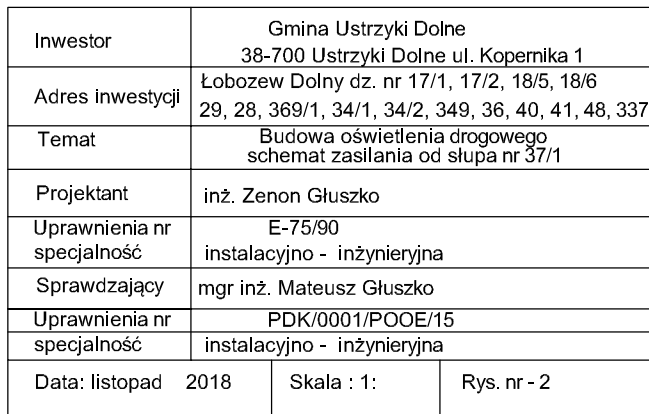 Inwestor Gmina Ustrzyki Dolne
38-700 Ustrzyki Dolne ul. Kopernika 1
Adres inwestycji Łobozew Dolny dz. nr 17/1, 17/2, 18/5, 18/6
29, 28, 369/1, 34/1, 34/2, 349, 36, 40, 41, 48, 337
Temat Budowa oświetlenia drogowego
schemat zasilania od słupa nr 37/1
Projektant inż. Zenon Głuszko
Uprawnienia nr E-75/90
specjalność instalacyjno - inżynieryjna
Sprawdzający mgr inż. Mateusz Głuszko
Uprawnienia nr PDK/0001/POOE/15
specjalność instalacyjno - inżynieryjna
Data: listopad 2018 Skala : 1: Rys. nr - 2